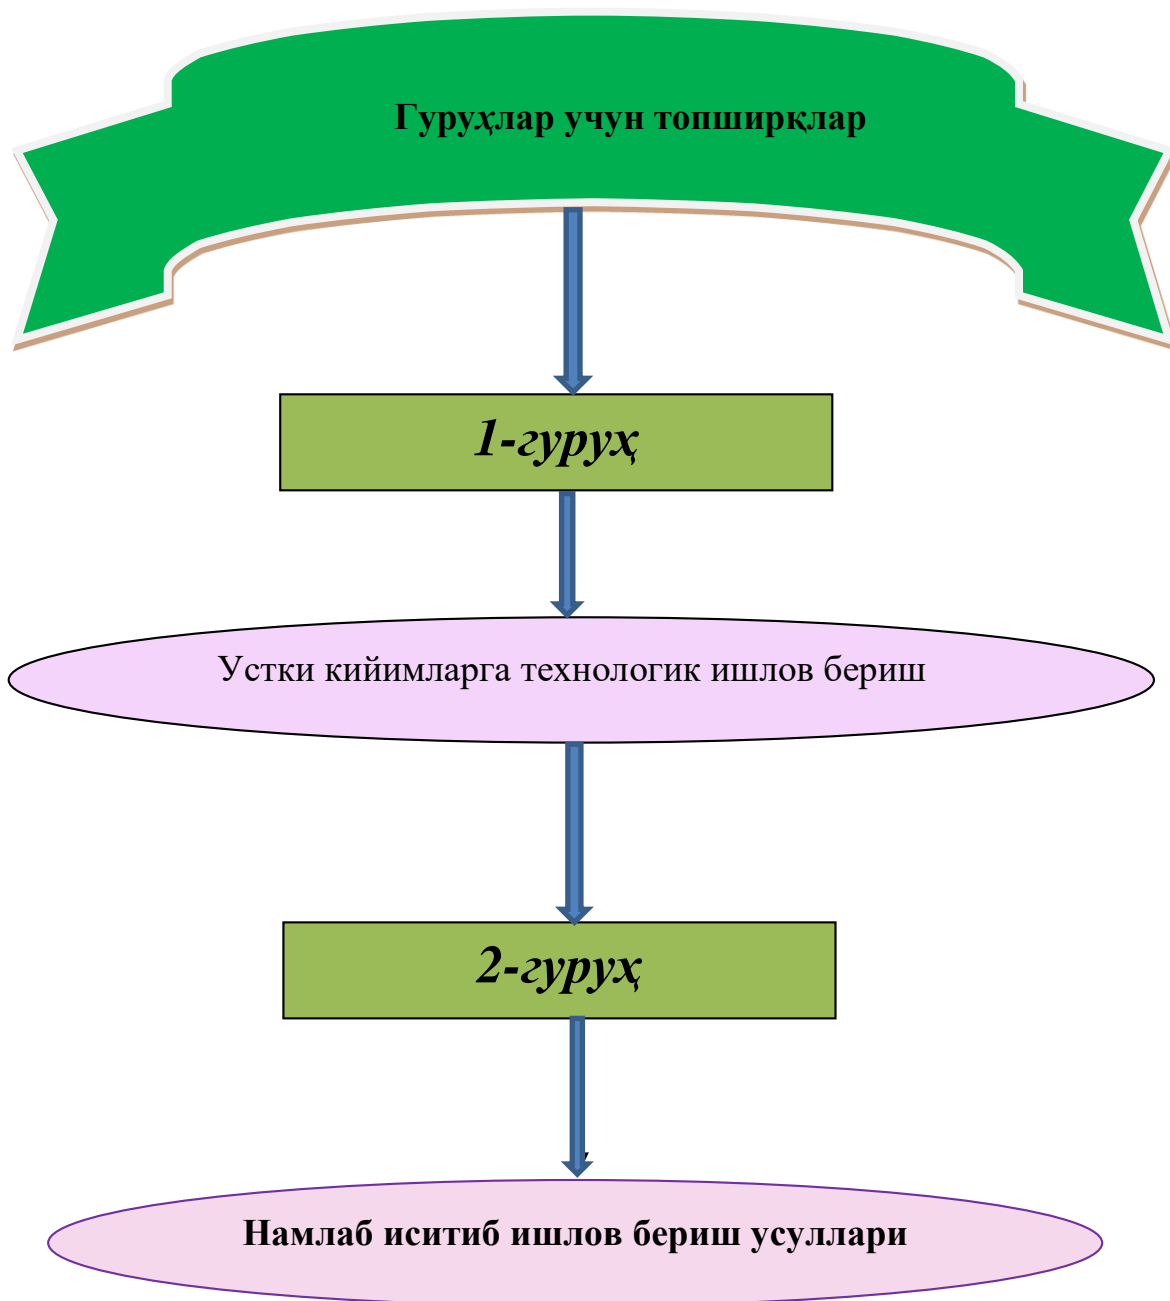 Гуруҳлар учун топширқлар
1-гуруҳ
Устки кийимларга технологик ишлов бериш
2-гуруҳ
Намлаб иситиб ишлов бериш усуллари